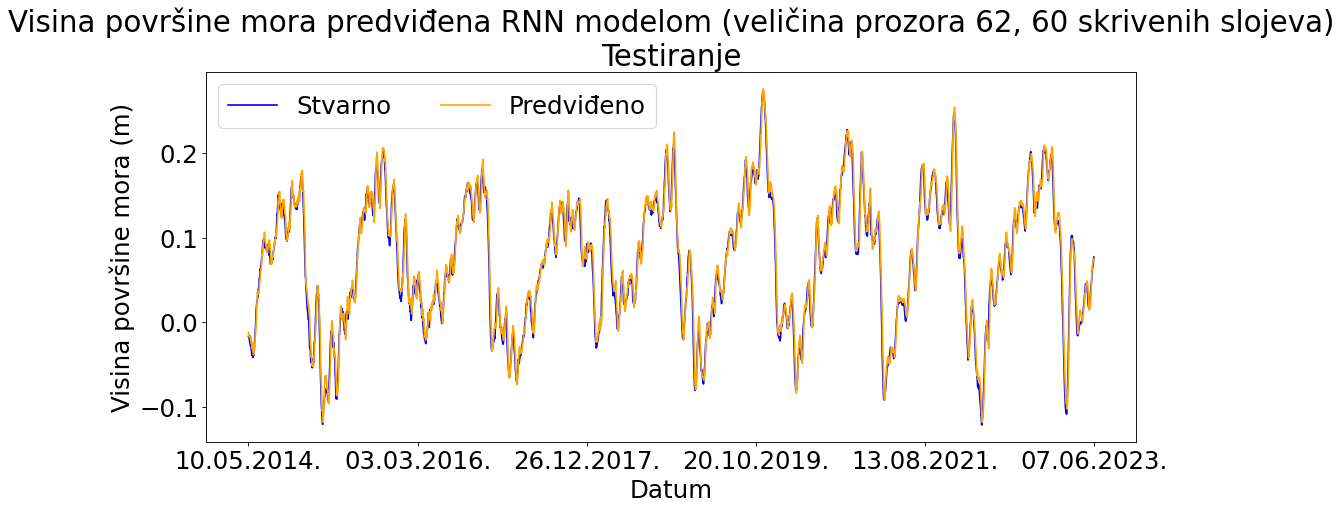 Visina površine mora predviđena RNN modelom (veličina prozora 62, 60 skrivenih slojeva)
Testiranje
Stvarno
Predviđeno
Visina površine mora (m)
0.2
0.1
0.0
−0.1
10.05.2014.
03.03.2016.
26.12.2017.
20.10.2019.
13.08.2021.
07.06.2023.
Datum